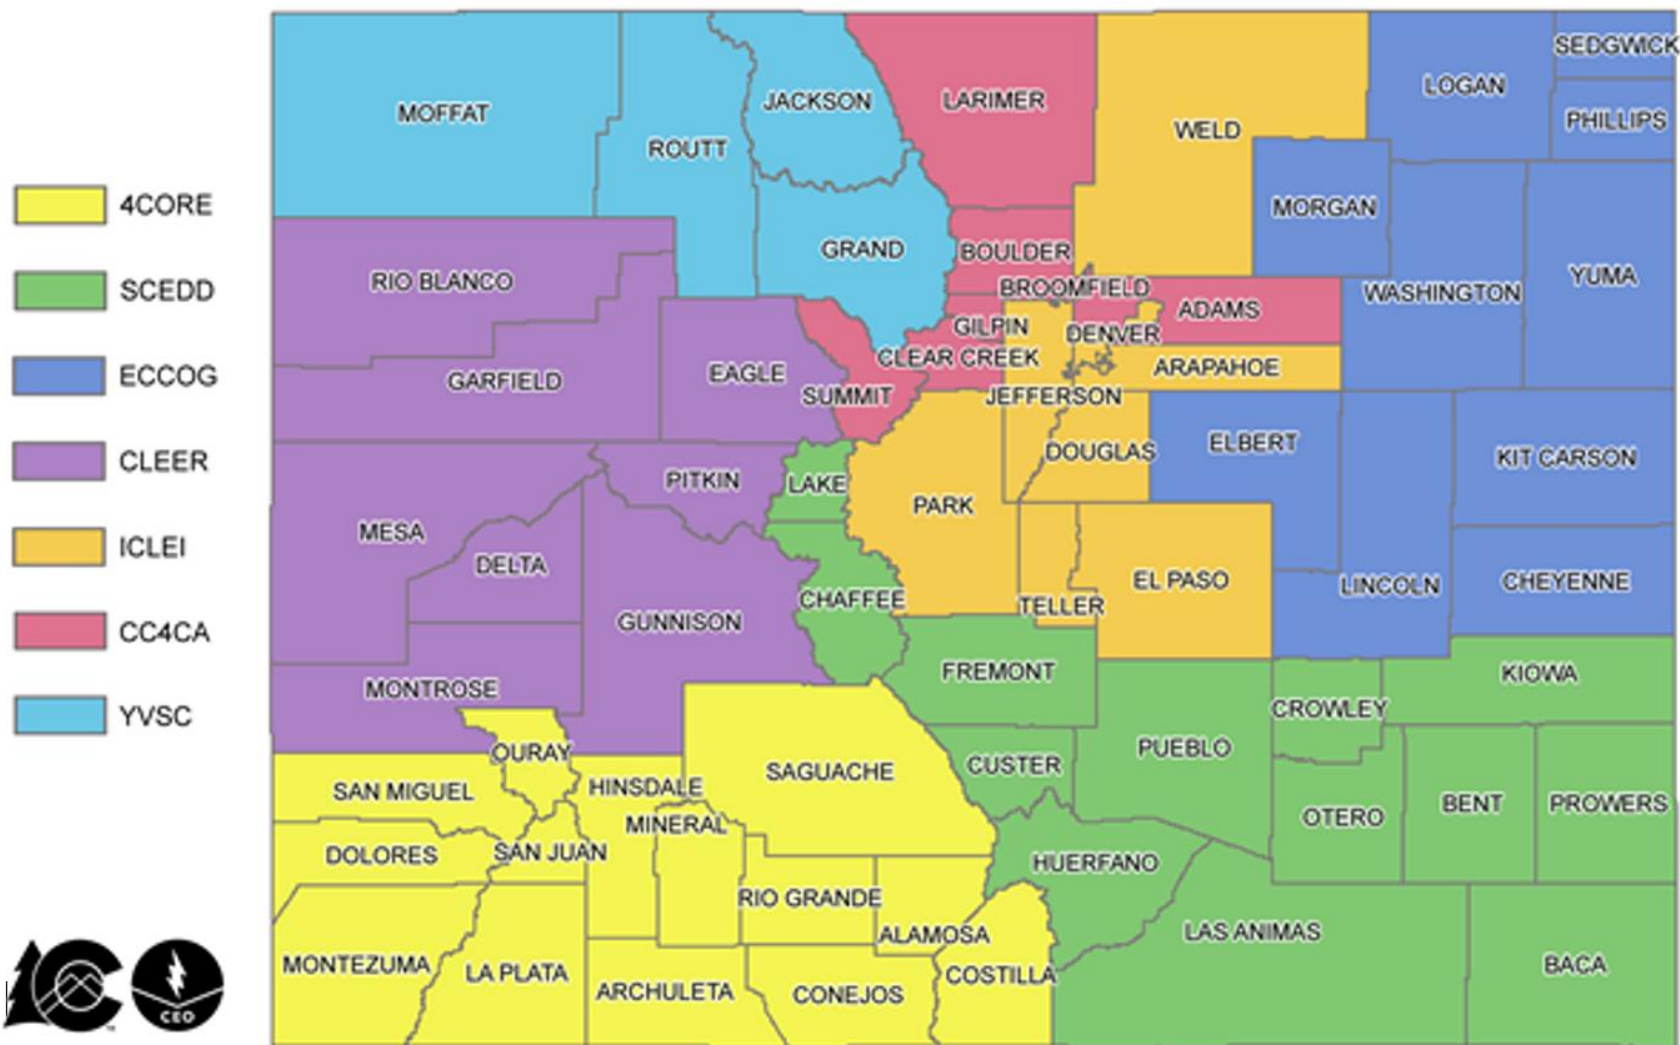 4CORE
SCEDD
ECCOG
CLEER
ICLEI
CC4CA
YVSC
CEO
MOFFAT
ROUTT
JACKSON
LARIMER
WELD
LOGAN
SEDGWICK
PHILLIPS
MORGAN
RIO BLANCO
GRAND
BOULDER
BROOMFIELD
WASHINGTON
YUMA
GILPIN
DENVER
ADAMS
CLEAR CREEK
ARAPAHOE
GARFIELD
EAGLE
SUMMIT
JEFFERSON
DOUGLAS
ELBERT
KIT CARSON
PITKIN
LAKE
PARK
MESA
DELTA
GUNNISON
CHAFFEE
TELLER
EL PASO
LINCOLN
CHEYENNE
MONTROSE
FREMONT
CROWLEY
KIOWA
OURAY
SAN MIGUEL
HINSDALE
SAGUACHE
CUSTER
PUEBLO
MINERAL
OTERO
BENT
PROWERS
DOLORES
SAN JUAN
RIO GRANDE
HUERFANO
ALAMOSA
LAS ANIMAS
MONTEZUMA
LA PLATA
ARCHULETA
CONEJOS
COSTILLA
BACA